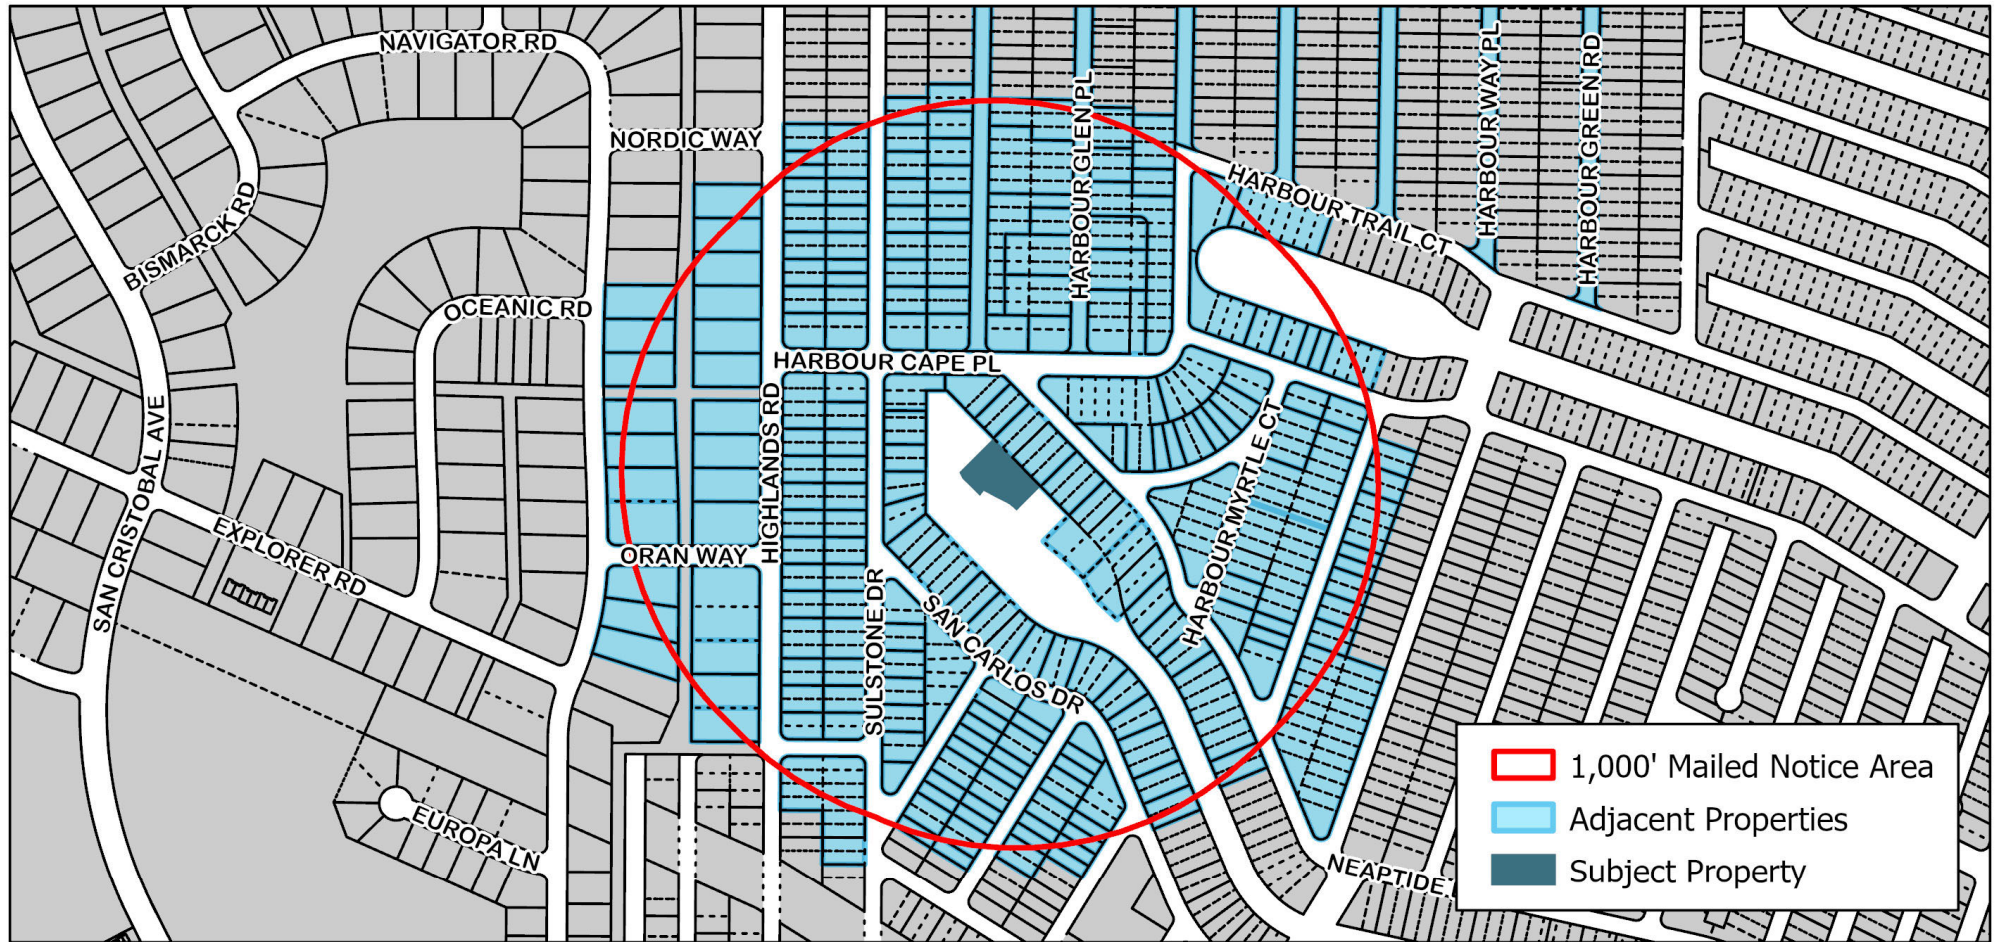 NAVIGATOR RD
NORDIC WAY
BISMARCK RD
OCEANIC RD
HARBOUR GLEN PL
HARBOUR WAY PL
HARBOUR GREEN RD
HARBOUR TRAIL CT
HARBOUR CAPE PL
SAN CRISTOBAL AVE
HIGHLANDS RD
HARBOUR MYRTLE CT
EXPLORER RD
ORAN WAY
SULSTONE DR
SAN CARLOS DR
EUROPA LN
NEAPTIDE
1,000' Mailed Notice Area
Adjacent Properties
Subject Property